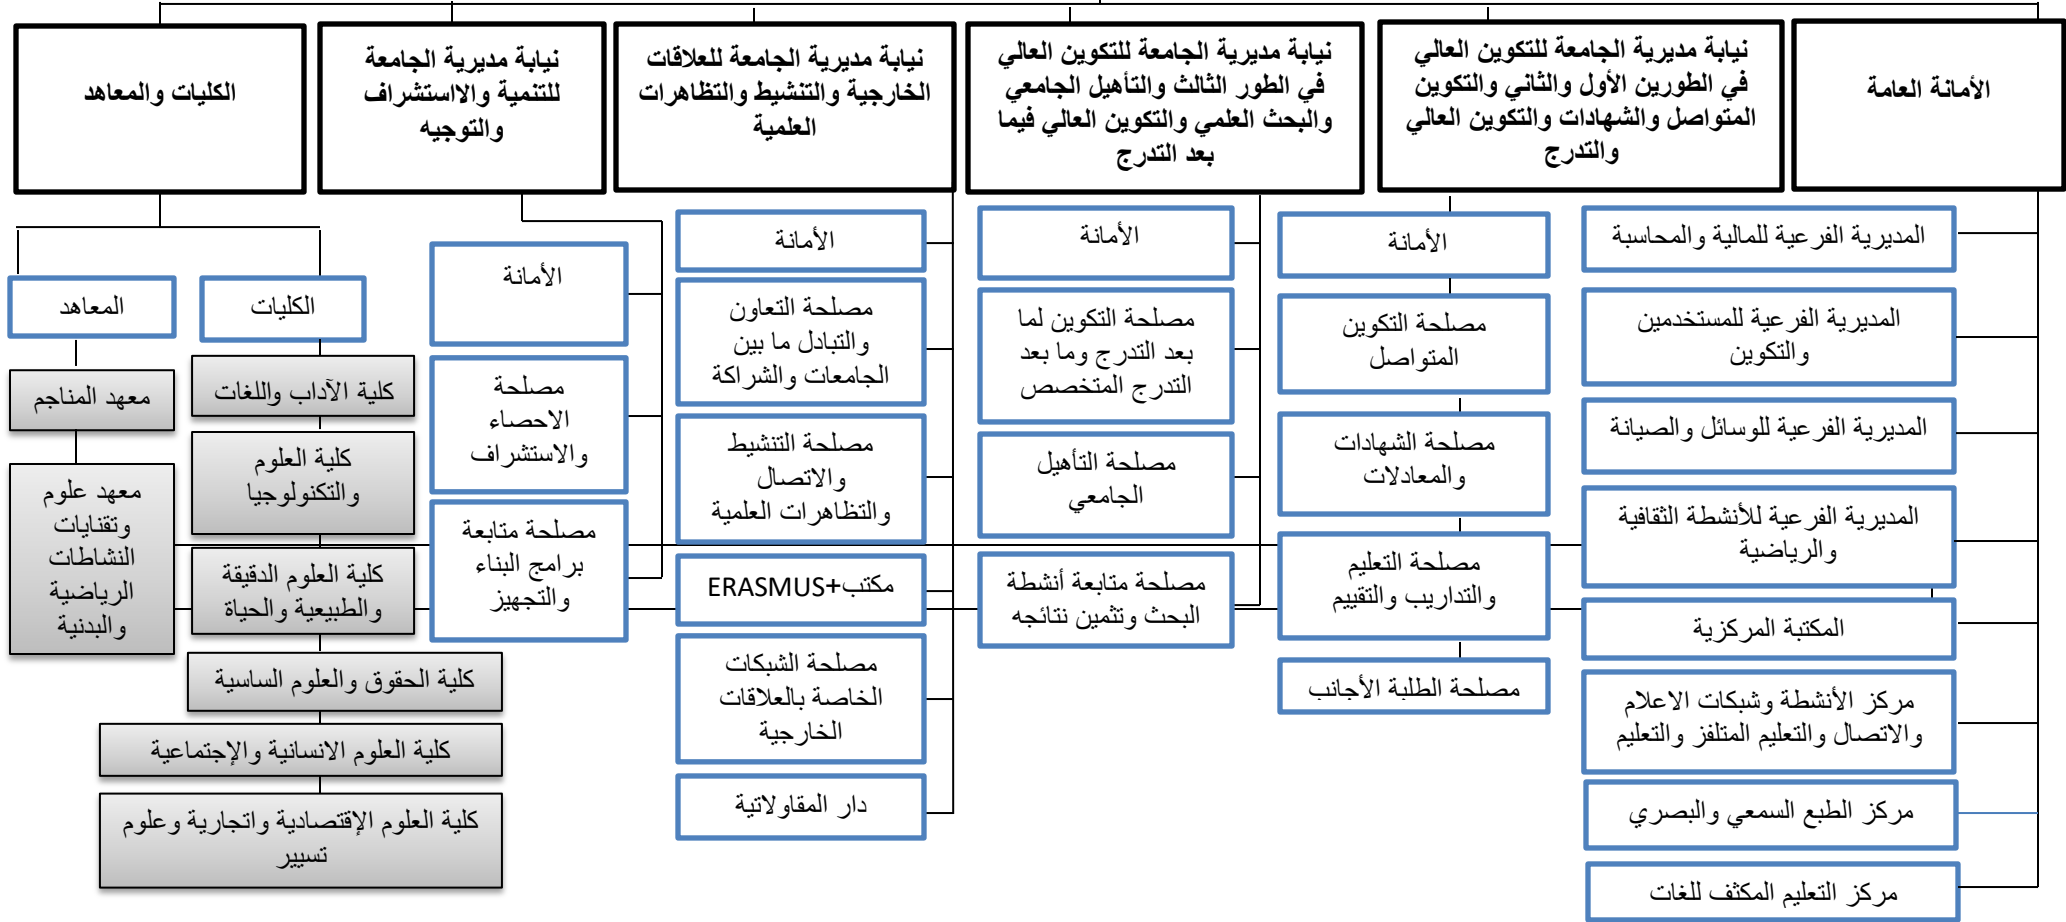 الأمانة العامة
نيابة مديرية الجامعة للتكوين العالي
في الطورين الأول والثاني والتكوين
المتواصل والشهادات والتكوين العالي
والتدرج
نيابة مديرية الجامعة للتكوين العالي
في الطور الثالث والتأهيل الجامعي
والبحث العلمي والتكوين العالي فيما
بعد التدرج
نيابة مديرية الجامعة للعلاقات
الخارجية والتنشيط والتظاهرات
العلمية
نيابة مديرية الجامعة
للتنمية والااستشراف
والتوجيه
الكليات والمعاهد
المديرية الفرعية للمالية والمحاسبة
المديرية الفرعية للمستخدمين
والتكوين
المديرية الفرعية للوسائل والصيانة
المديرية الفرعية للأنشطة الثقافية
والرياضية
المكتبة المركزية
مركز الأنشطة وشبكات الاعلام
والاتصال والتعليم المتلفز والتعليم
مركز الطبع السمعي والبصري
مركز التعليم المكثف للغات
الأمانة
مصلحة التكوين
المتواصل
مصلحة الشهادات
والمعادلات
مصلحة التعليم
والتداريب والتقييم
مصلحة الطلبة الأجانب
الأمانة
مصلحة التكوين لما
بعد التدرج وما بعد
التدرج المتخصص
مصلحة التأهيل
الجامعي
مصلحة متابعة أنشطة
البحث وتثمين نتائجه
الأمانة
مصلحة التعاون
والتبادل ما بين
الجامعات والشراكة
مصلحة التنشيط
والاتصال
والتظاهرات العلمية
مكتب+ERASMUS
مصلحة الشبكات
الخاصة بالعلاقات
الخارجية
دار المقاولاتية
الأمانة
مصلحة
الاحصاء
والاستشراف
مصلحة متابعة
برامج البناء
والتجهيز
الكليات
كلية الآداب واللغات
كلية العلوم
والتكنولوجيا
كلية العلوم الدقيقة
والطبيعية والحياة
كلية الحقوق والعلوم الساسية
كلية العلوم الانسانية والإجتماعية
كلية العلوم الإقتصادية واتجارية وعلوم
تسيير
المعاهد
معهد المناجم
معهد علوم
وتقنايات
النشاطات
الرياضية
والبدنية